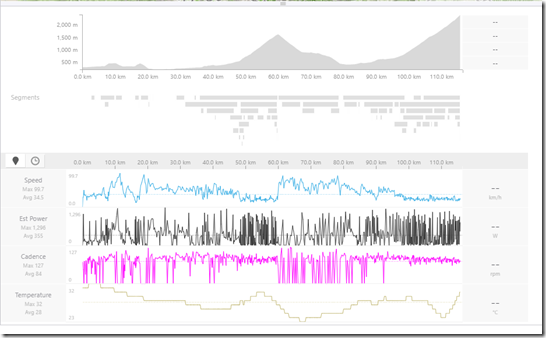 2,000 m
1,500 m
1,000 m
500 m
--
--
--
--
0.0 km 10.0 km 20.0 km 30.0 km 40.0 km 50.0 km 60.0 km 70.0 km 80.0 km 90.0 km 100.0 km 110.0 km
Segments
0.0 km 10.0 km 20.0 km 30.0 km 40.0 km 50.0 km 60.0 km 70.0 km 80.0 km 90.0 km 100.0 km 110.0 km
Speed
Max 99.7
Avg 34.5
99.7
0.0
--
km/h
Est Power
Max 1,298
1,298
0
--
W
Cadence
Max 127
Avg 84
127
0
--
rpm
Temperature
Max 32
Avg 28
32
23
--
°C